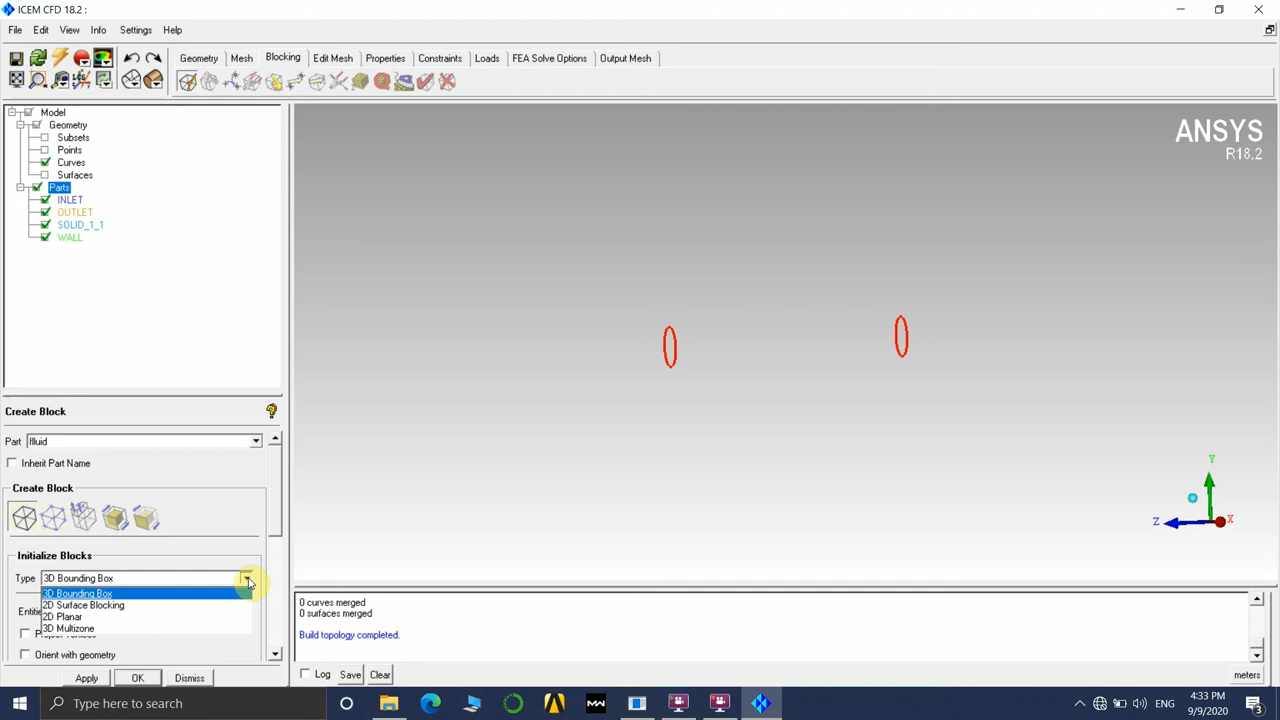 ICEM CFD 18.2 :
File Edit View Info Settings Help
Geometry Mesh Blocking Edit Mesh Properties Constraints Loads FEA Solve Options Output Mesh
Model
Geometry
Subsets
Points
Curves
Surfaces
Parts
INLET
OUTLET
SOLID_1_1
WALL
ANSYS
R18.2
Y
Z
X
Create Block
Part flluid
Inherit Part Name
Create Block
Initialize Blocks
Type 3D Bounding Box
3D Bounding Box
2D Surface Blocking
2D Planar
3D Multizone
Orient with geometry
Apply OK Dismiss
0 curves merged
0 surfaces merged
Build topology completed.
Log Save Clear
meters
Type here to search
ENG
4:33 PM
9/9/2020
3